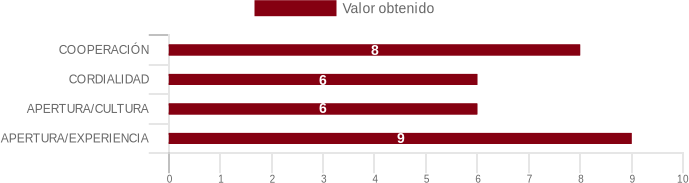 Valor obtenido
COOPERACIÓN 8
CORDIALIDAD 6
APERTURA/CULTURA 6
APERTURA/EXPERIENCIA 9
0 1 2 3 4 5 6 7 8 9 10